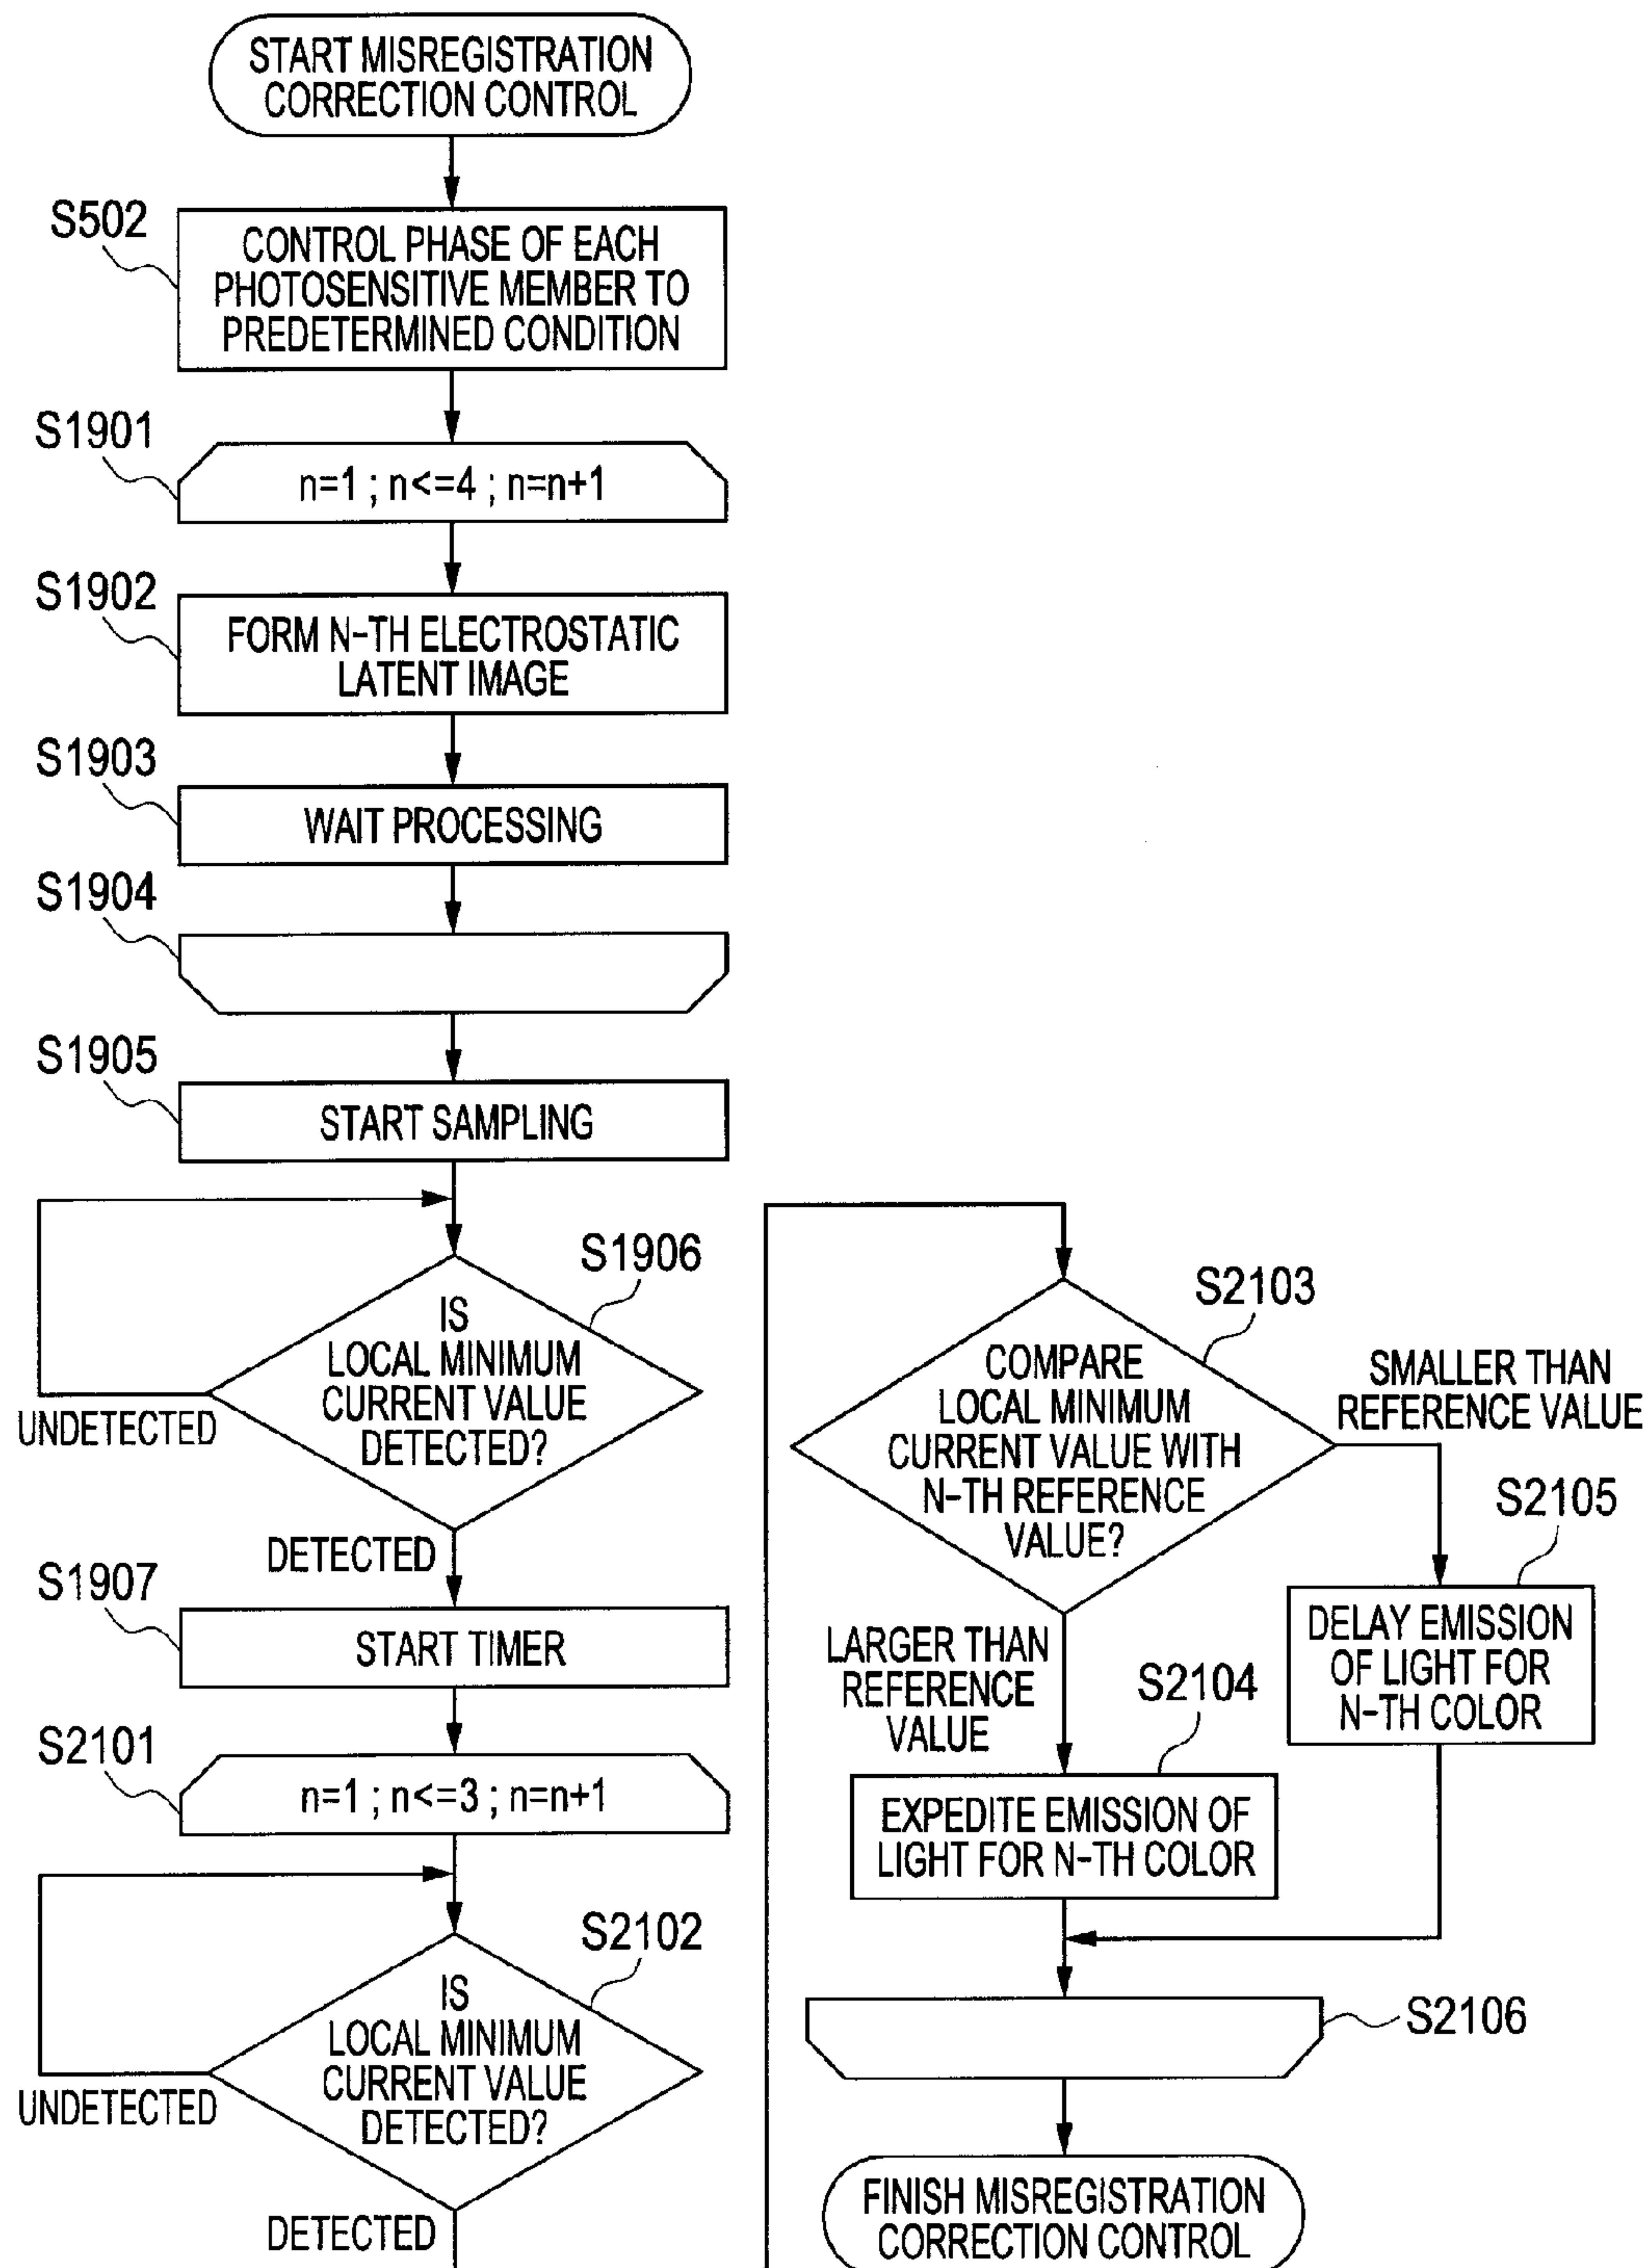 START MISREGISTRATION
CORRECTION CONTROL
S502
CONTROL PHASE OF EACH
PHOTOSENSITIVE MEMBER TO
PREDETERMINED CONDITION
S1901
n=1 ; n<=4 ; n=n+1
S1902
FORM N-TH ELECTROSTATIC
LATENT IMAGE
S1903
WAIT PROCESSING
S1904
S1905
START SAMPLING
S1906
IS
LOCAL MINIMUM
CURRENT VALUE
DETECTED?
UNDETECTED
DETECTED
S1907
START TIMER
S2101
n=1 ; n<=3 ; n=n+1
S2102
IS
LOCAL MINIMUM
CURRENT VALUE
DETECTED?
UNDETECTED
DETECTED
S2103
COMPARE
LOCAL MINIMUM
CURRENT VALUE WITH
N-TH REFERENCE
VALUE?
SMALLER THAN
REFERENCE VALUE
S2105
DELAY EMISSION
OF LIGHT FOR
N-TH COLOR
LARGER THAN
REFERENCE
VALUE
S2104
EXPEDITE EMISSION OF
LIGHT FOR N-TH COLOR
S2106
FINISH MISREGISTRATION
CORRECTION CONTROL